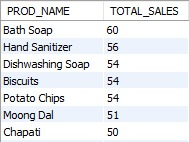 PROD_NAME TOTAL_SALES
Bath Soap 60
Hand Sanitizer 56
Dishwashing Soap 54
Biscuits 54
Potato Chips 54
Moong Dal 51
Chapati 50